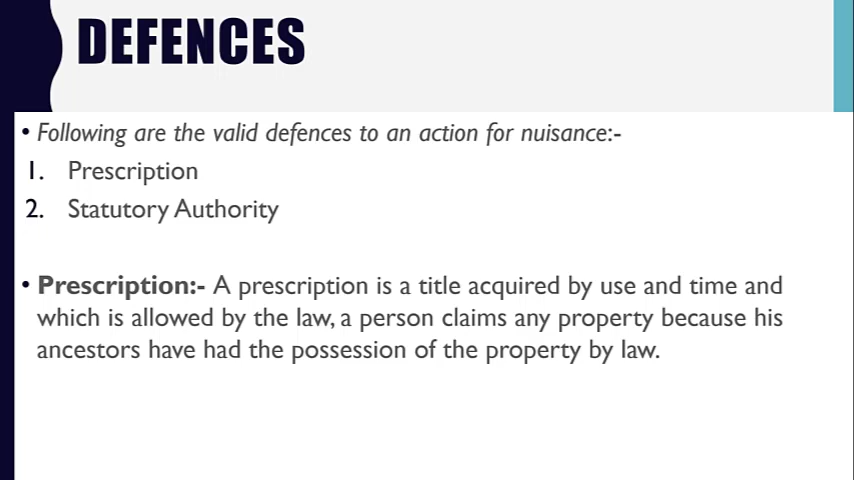 DEFENCES
• Following are the valid defences to an action for nuisance:-
1. Prescription
2. Statutory Authority
• Prescription:- A prescription is a title acquired by use and time and
which is allowed by the law, a person claims any property because his
ancestors have had the possession of the property by law.